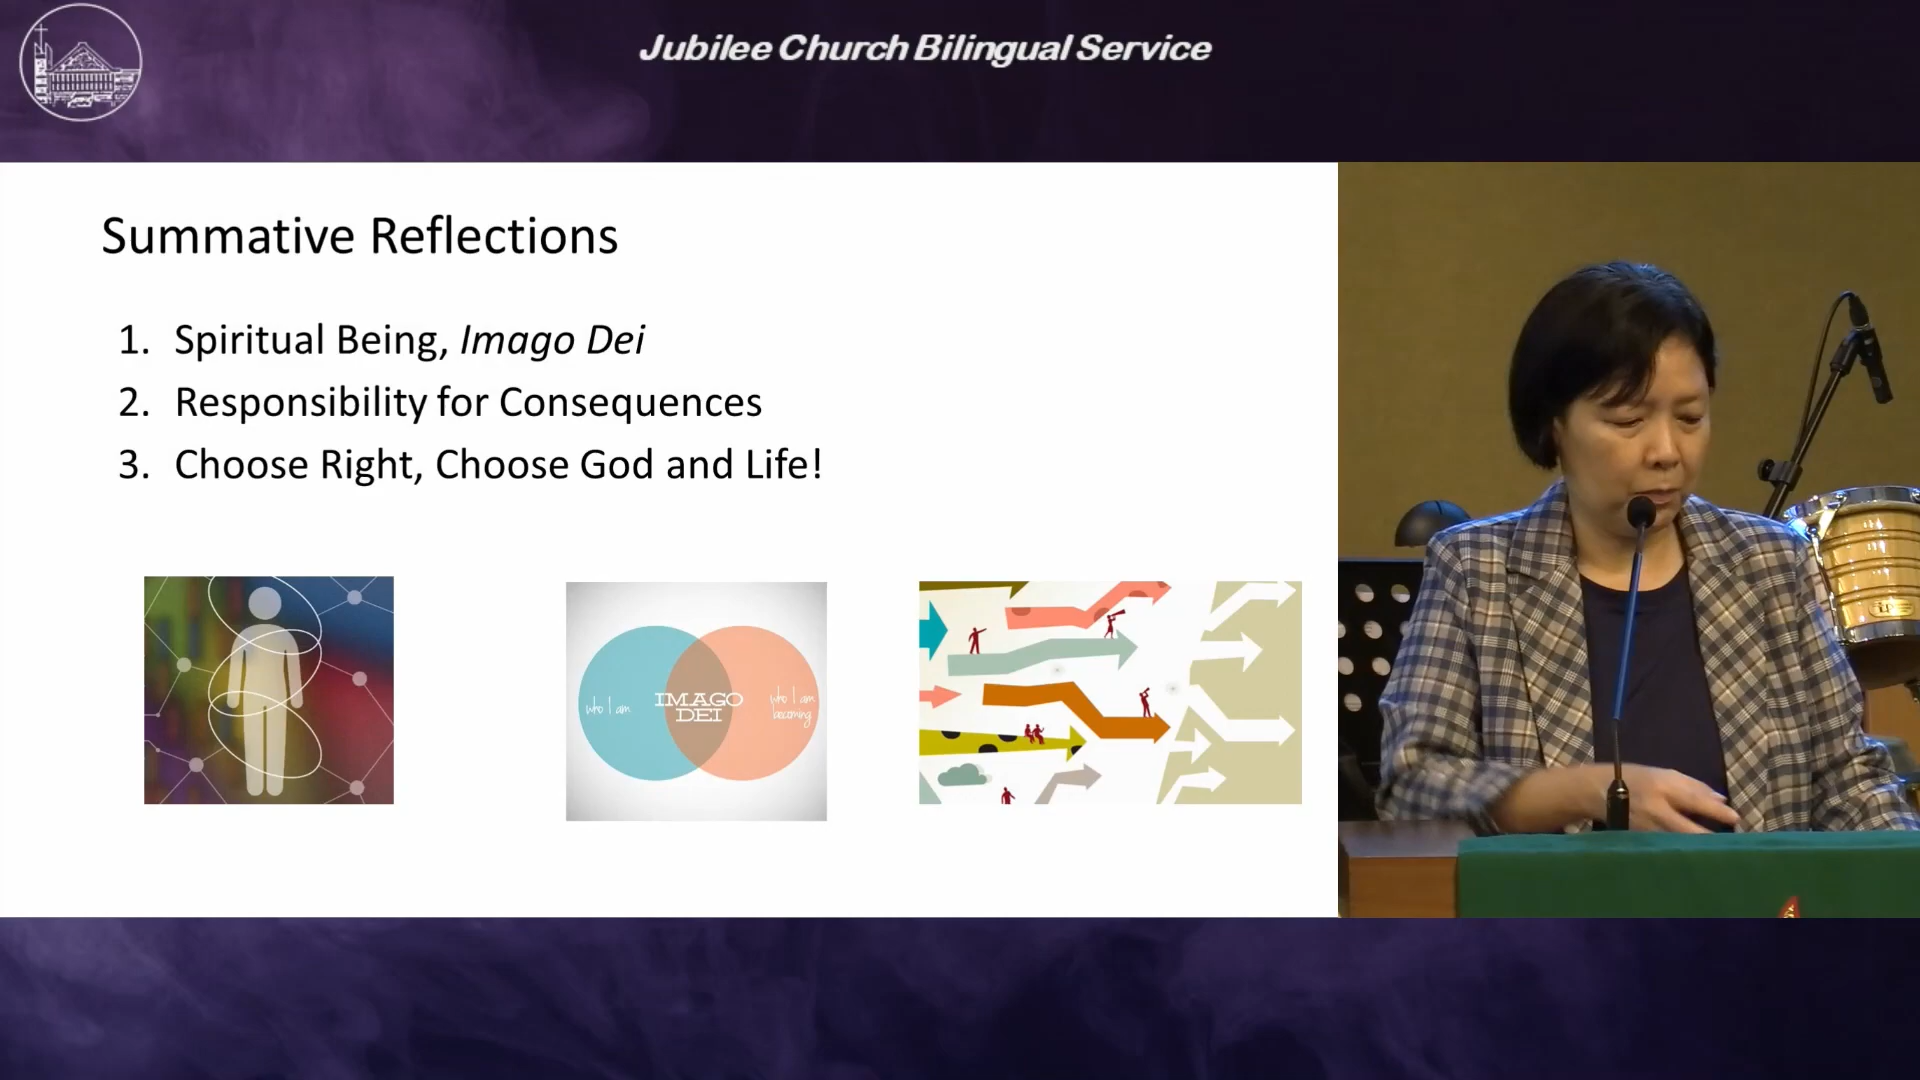 Jubilee Church Bilingual Service
Summative Reflections
1. Spiritual Being, Imago Dei
2. Responsibility for Consequences
3. Choose Right, Choose God and Life!
who I am
IMAGO
DEI
who I am
becoming